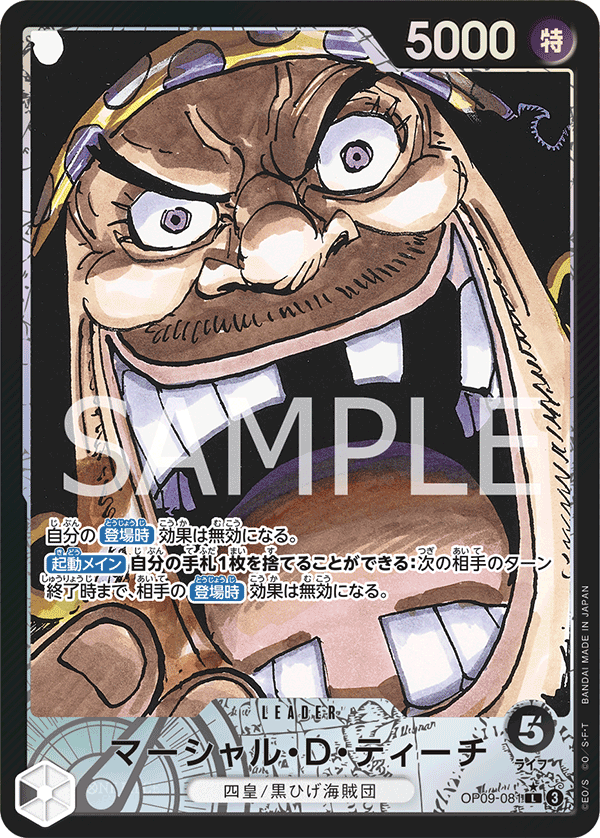 5000 特
SAMPLE
自分の 登場時 効果は無効になる。
起動メイン 自分の手札1枚を捨てることができる:次の相手のターン
終了時まで、相手の 登場時 効果は無効になる。
LEADER
マーシャル・D・ティーチ
5
ライフ
四皇/黒ひげ海賊団
OP09-081 L 3
©E/O/S ©O/S・F・T BANDAI MADE IN JAPAN